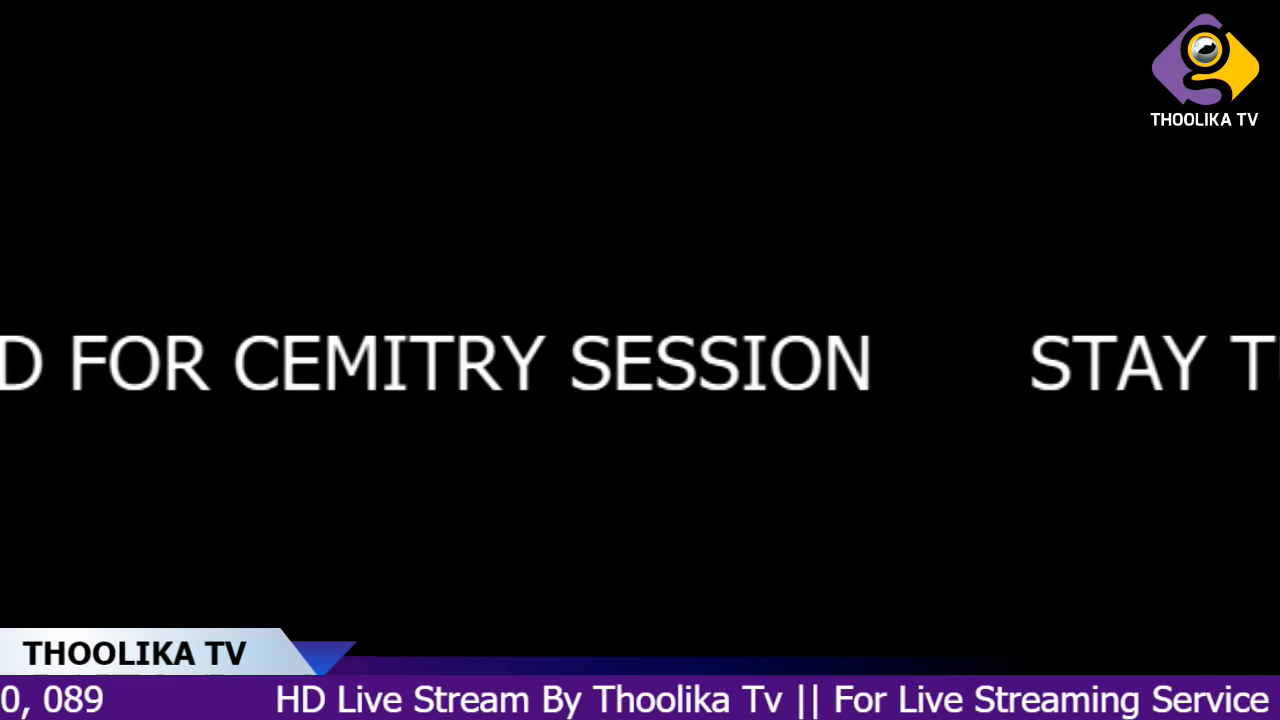 THOOLIKA TV
D FOR CEMITRY SESSION STAY
THOOLIKA TV
0, 089 HD Live Stream By Thoolika Tv || For Live Streaming Service